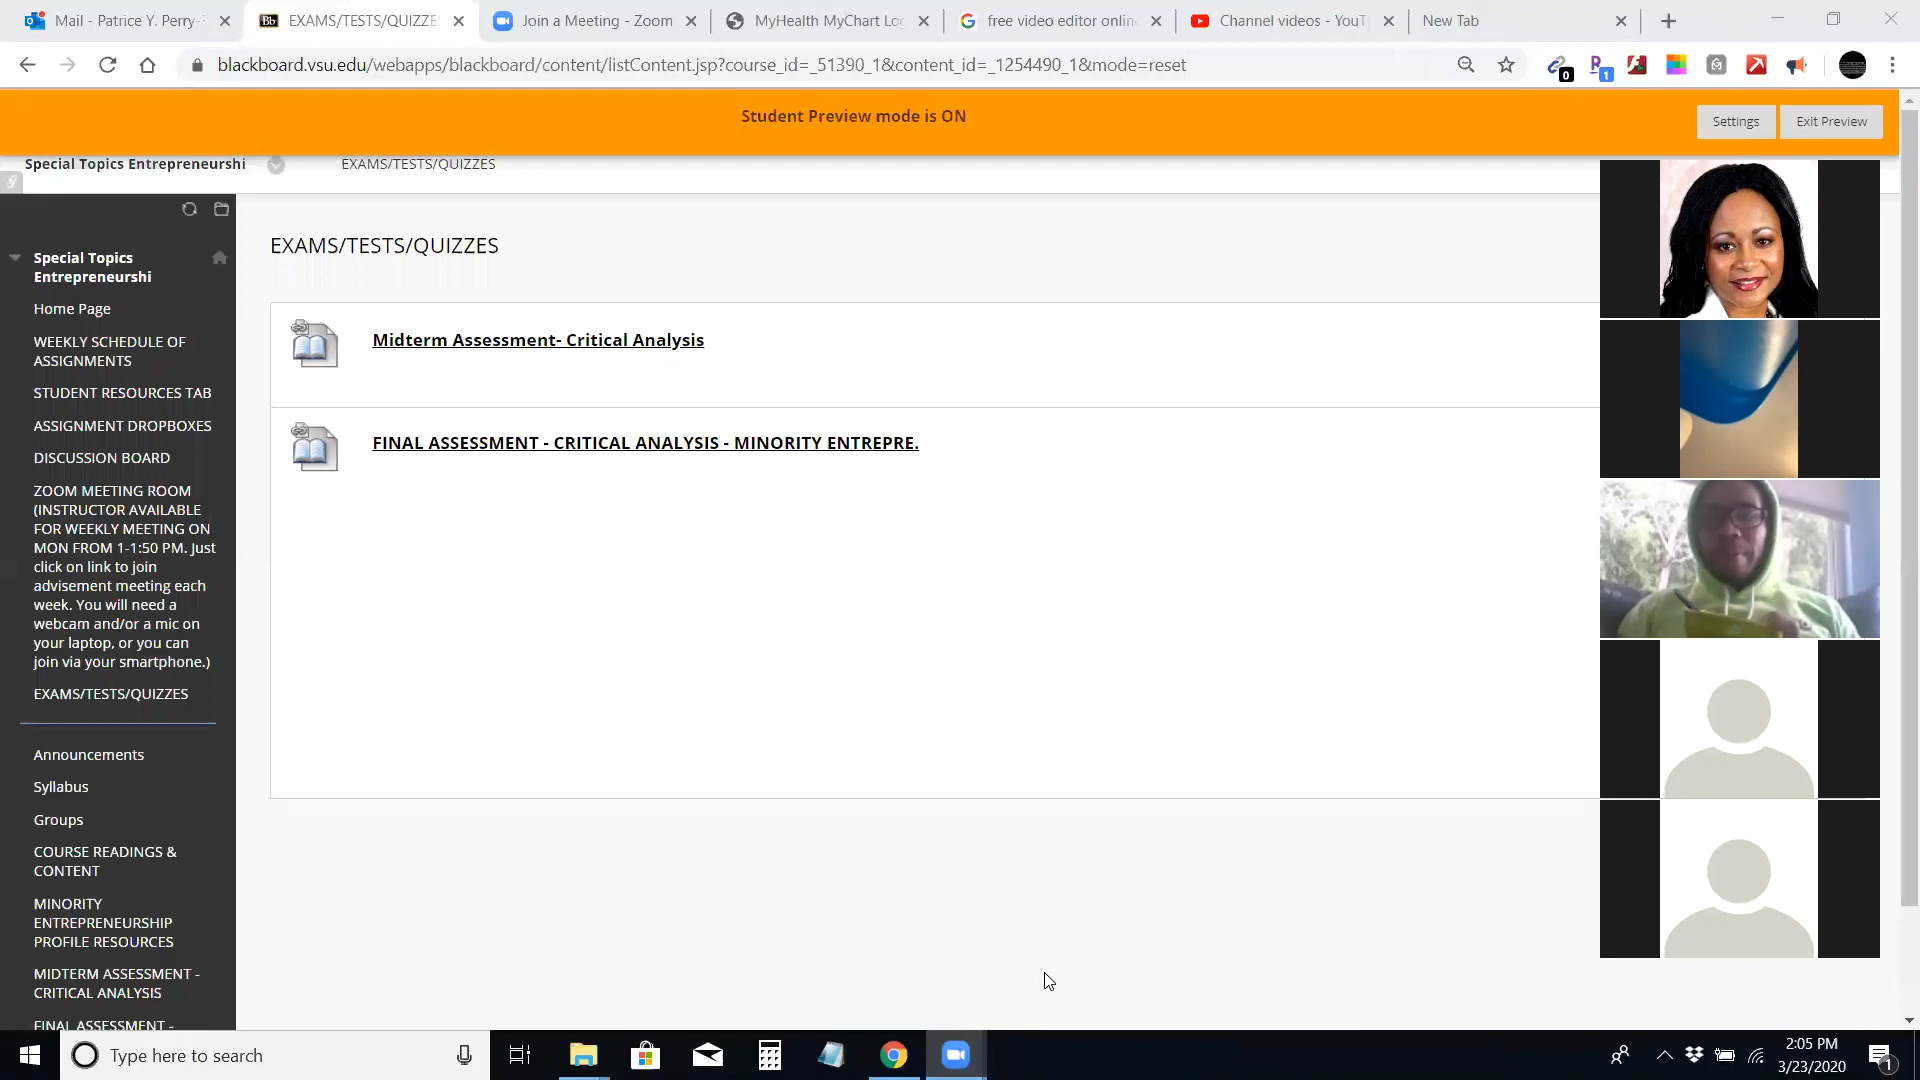 Mail - Patrice Y. Perry-
EXAMS/TESTS/QUIZZE
Join a Meeting - Zoom
MyHealth MyChart Lo
free video editor onlin
Channel videos - YouT
New Tab
blackboard.vsu.edu/webapps/blackboard/content/listContent.jsp?course_id=_51390_1&content_id=_1254490_1&mode=reset
0
1
Student Preview mode is ON
Settings
Exit Preview
Special Topics Entrepreneurshi
EXAMS/TESTS/QUIZZES
Special Topics
Entrepreneurshi
Home Page
WEEKLY SCHEDULE OF
ASSIGNMENTS
STUDENT RESOURCES TAB
ASSIGNMENT DROPBOXES
DISCUSSION BOARD
ZOOM MEETING ROOM
(INSTRUCTOR AVAILABLE
FOR WEEKLY MEETING ON
MON FROM 1-1:50 PM. Just
click on link to join
advisement meeting each
week. You will need a
webcam and/or a mic on
your laptop, or you can
join via your smartphone.)
EXAMS/TESTS/QUIZZES
Announcements
Syllabus
Groups
COURSE READINGS &
CONTENT
MINORITY
ENTREPRENEURSHIP
PROFILE RESOURCES
MIDTERM ASSESSMENT -
CRITICAL ANALYSIS
FINAL ASSESSMENT -
EXAMS/TESTS/QUIZZES
Midterm Assessment- Critical Analysis
FINAL ASSESSMENT - CRITICAL ANALYSIS - MINORITY ENTREPRE.
Type here to search
2:05 PM
3/23/2020
1